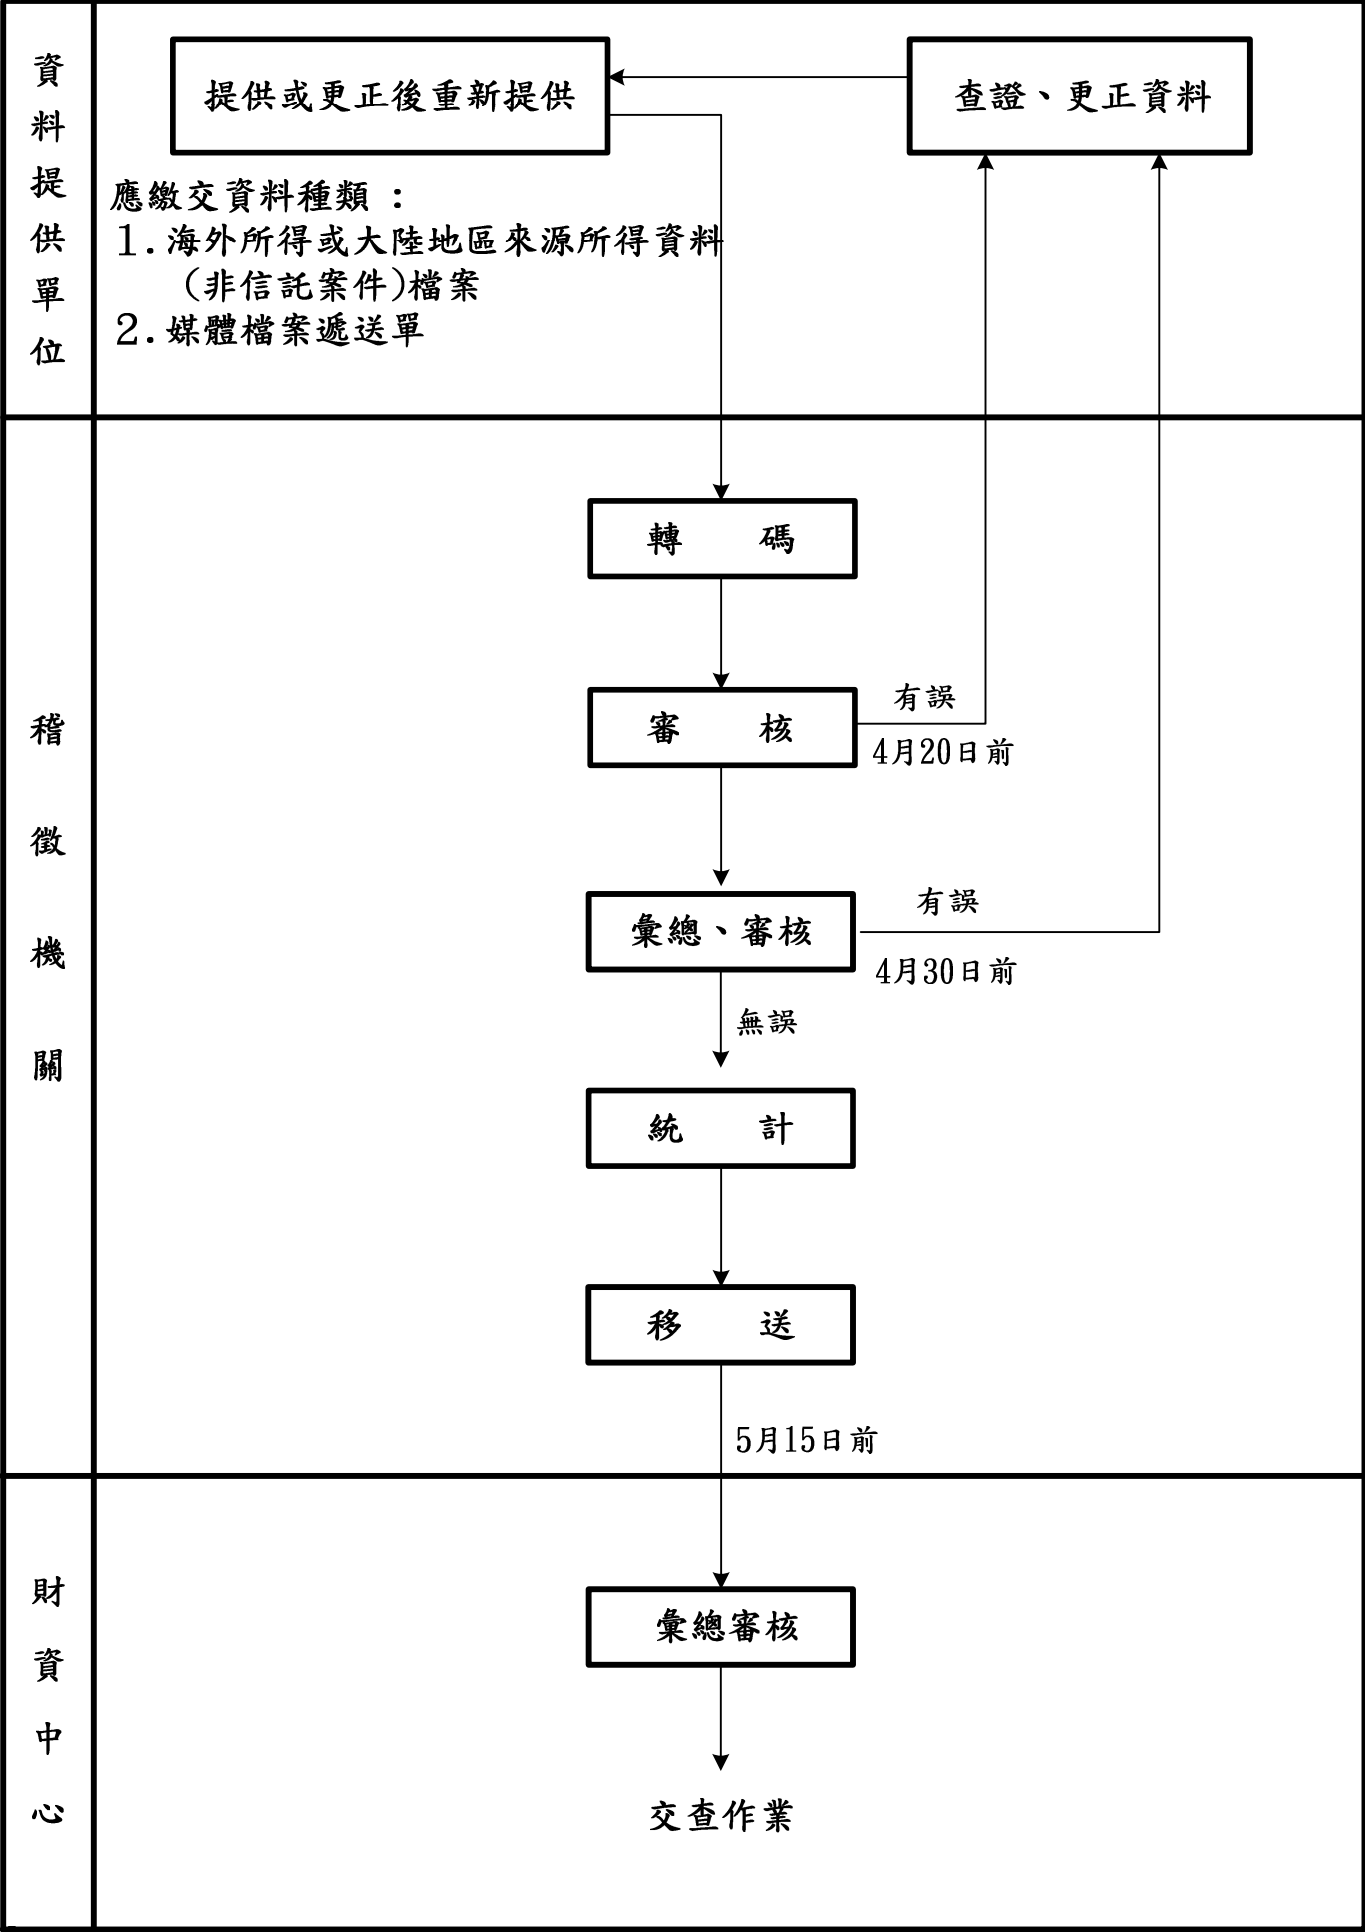 資料提供單位
提供或更正後重新提供
查證、更正資料
應繳交資料種類：
1.海外所得或大陸地區來源所得資料
(非信託案件)檔案
2.媒體檔案遞送單
稽徵機關
轉 碼
審 核
有誤
4月20日前
彙總、審核
有誤
4月30日前
無誤
統 計
移 送
5月15日前
財資中心
彙總審核
交查作業